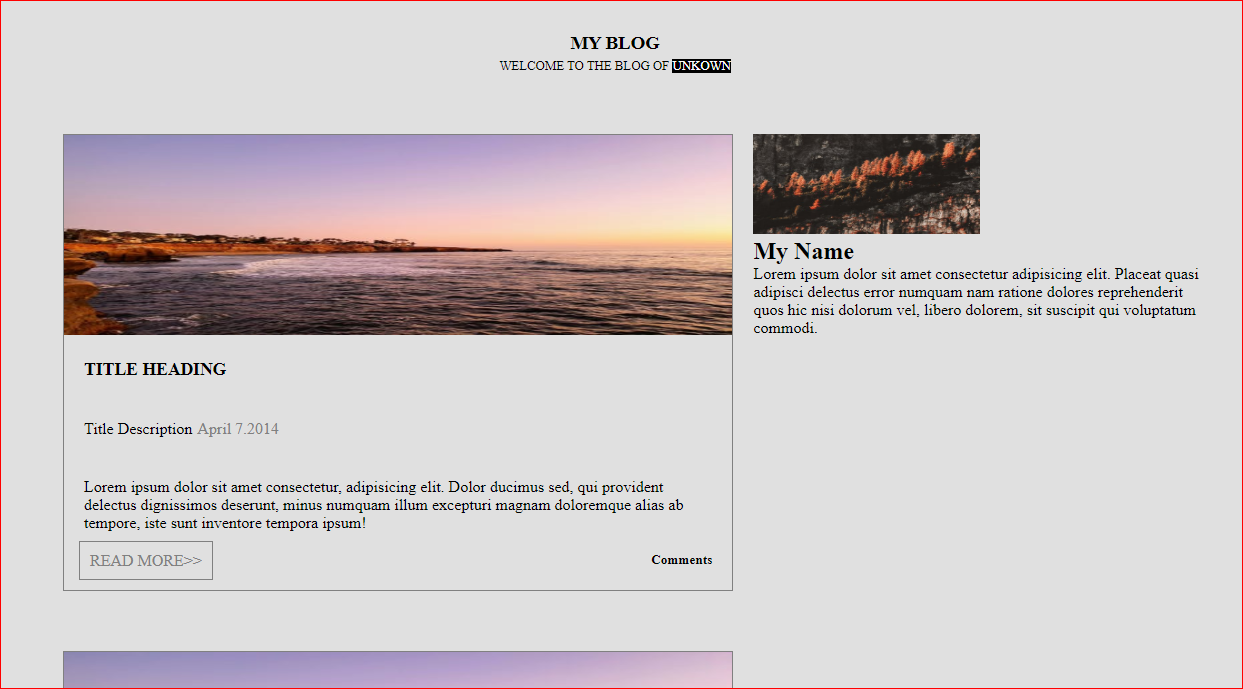 MY BLOG
WELCOME TO THE BLOG OF UNKOWN
TITLE HEADING
Title Description April 7.2014
Lorem ipsum dolor sit amet consectetur, adipisicing elit. Dolor ducimus sed, qui provident
delectus dignissimos deserunt, minus numquam illum excepturi magnam doloremque alias ab
tempore, iste sunt inventore tempora ipsum!
READ MORE>>
Comments
My Name
Lorem ipsum dolor sit amet consectetur adipisicing elit. Placeat quasi
adipisci delectus error numquam nam ratione dolores reprehenderit
quos hic nisi dolorum vel, libero dolorem, sit suscipit qui voluptatum
commodi.